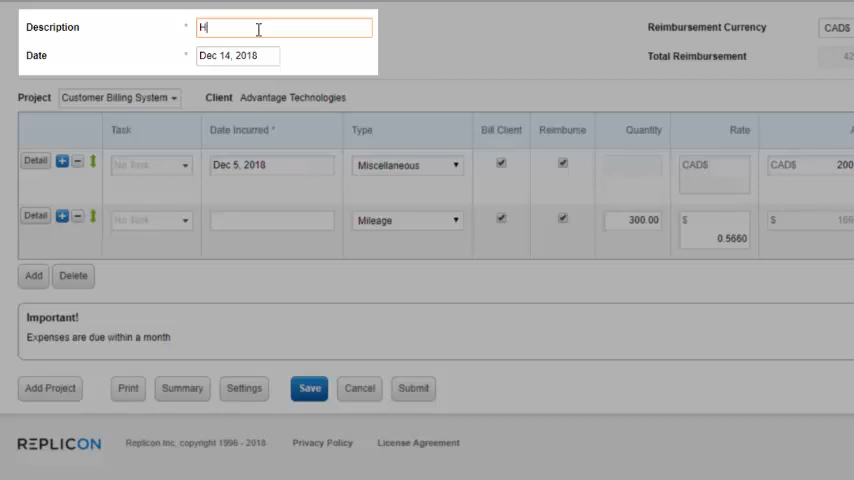 Description * H Reimbursement Currency CAD$
Date * Dec 14, 2018 Total Reimbursement 42
Project Customer Billing System Client Advantage Technologies
Task Date Incurred * Type Bill Client Reimburse Quantity Rate A
Detail No Task Dec 5, 2018 Miscellaneous CAD$ CAD$ 200
Detail No Task Mileage 300.00 $ 0.5660 $ 169
Add Delete
Important!
Expenses are due within a month
Add Project Print Summary Settings Save Cancel Submit
REPLICON Replicon Inc, copyright 1996 - 2018 Privacy Policy License Agreement